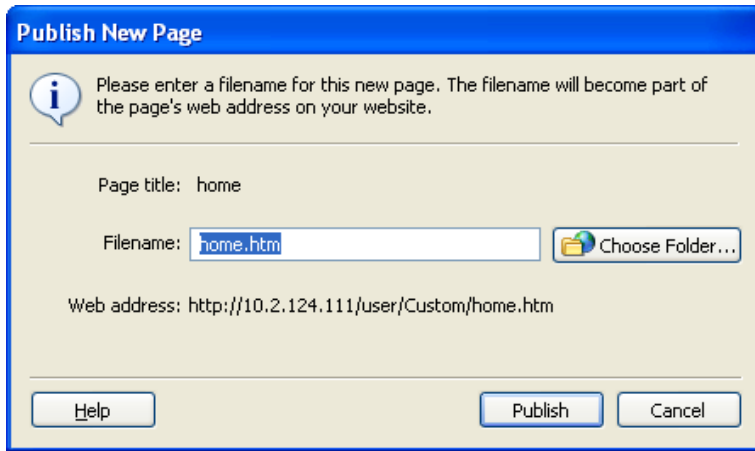 Publish New Page
Please enter a filename for this new page. The filename will become part of
the page's web address on your website.
Page title: home
Filename: home.htm Choose Folder...
Web address: http://10.2.124.111/user/Custom/home.htm
Help Publish Cancel